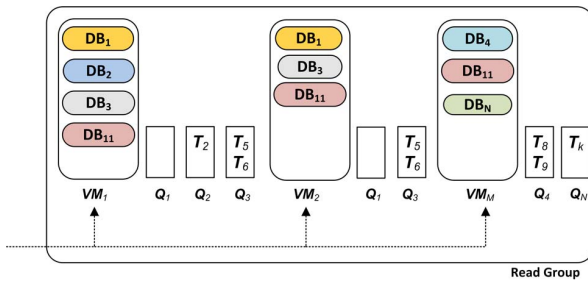 DB1 DB1 DB4
DB2 DB3 DB11
DB3 DB11 DBN
DB11
T2 T5 T5 T8 Tk
T6 T6 T9
VM1 Q1 Q2 Q3 VM2 Q1 Q3 VMM Q4 QN
Read Group